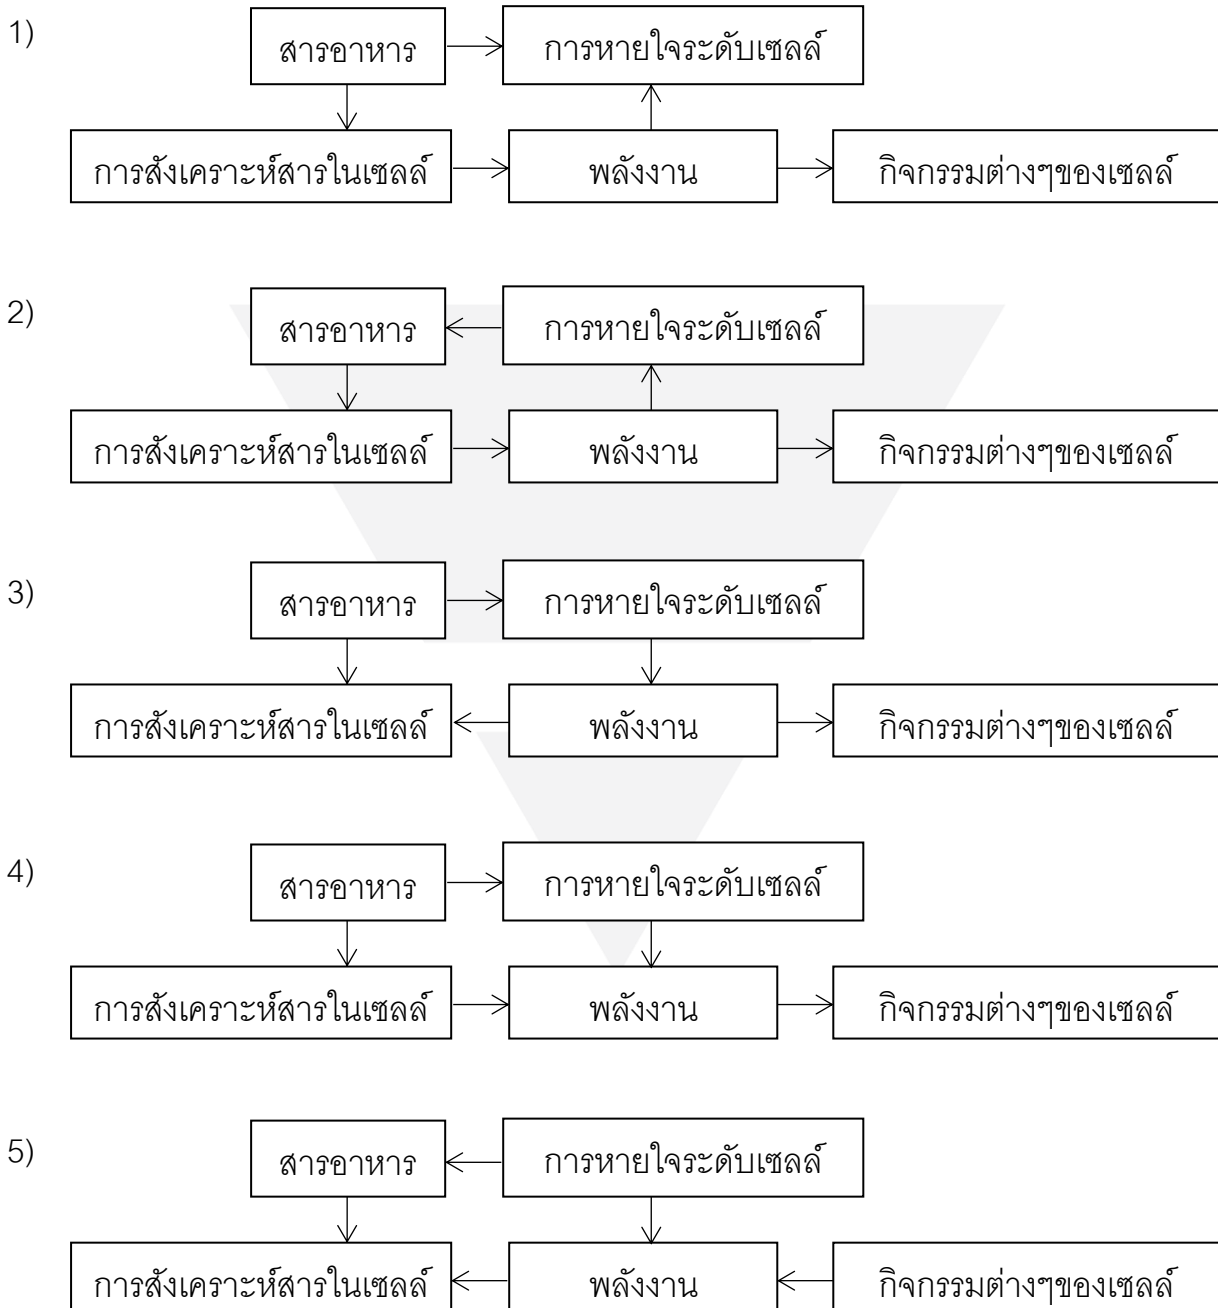 1) สารอาหาร การหายใจระดับเซลล์
การสังเคราะห์สารในเซลล์ พลังงาน กิจกรรมต่างๆของเซลล์
2) สารอาหาร การหายใจระดับเซลล์
การสังเคราะห์สารในเซลล์ พลังงาน กิจกรรมต่างๆของเซลล์
3) สารอาหาร การหายใจระดับเซลล์
การสังเคราะห์สารในเซลล์ พลังงาน กิจกรรมต่างๆของเซลล์
4) สารอาหาร การหายใจระดับเซลล์
การสังเคราะห์สารในเซลล์ พลังงาน กิจกรรมต่างๆของเซลล์
5) สารอาหาร การหายใจระดับเซลล์
การสังเคราะห์สารในเซลล์ พลังงาน กิจกรรมต่างๆของเซลล์